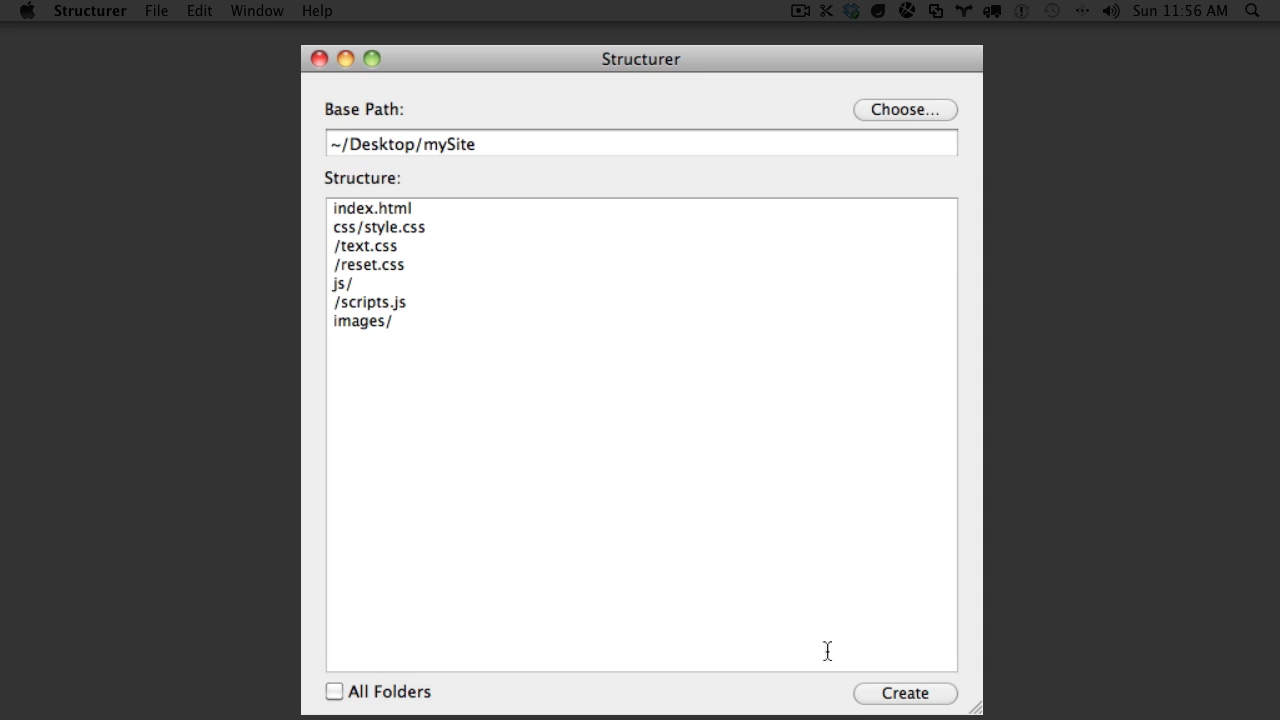 Structurer File Edit Window Help Sun 11:56 AM
Structurer
Base Path:
Choose...
~/Desktop/mySite
Structure:
index.html
css/style.css
/text.css
/reset.css
js/
/scripts.js
images/
All Folders
Create